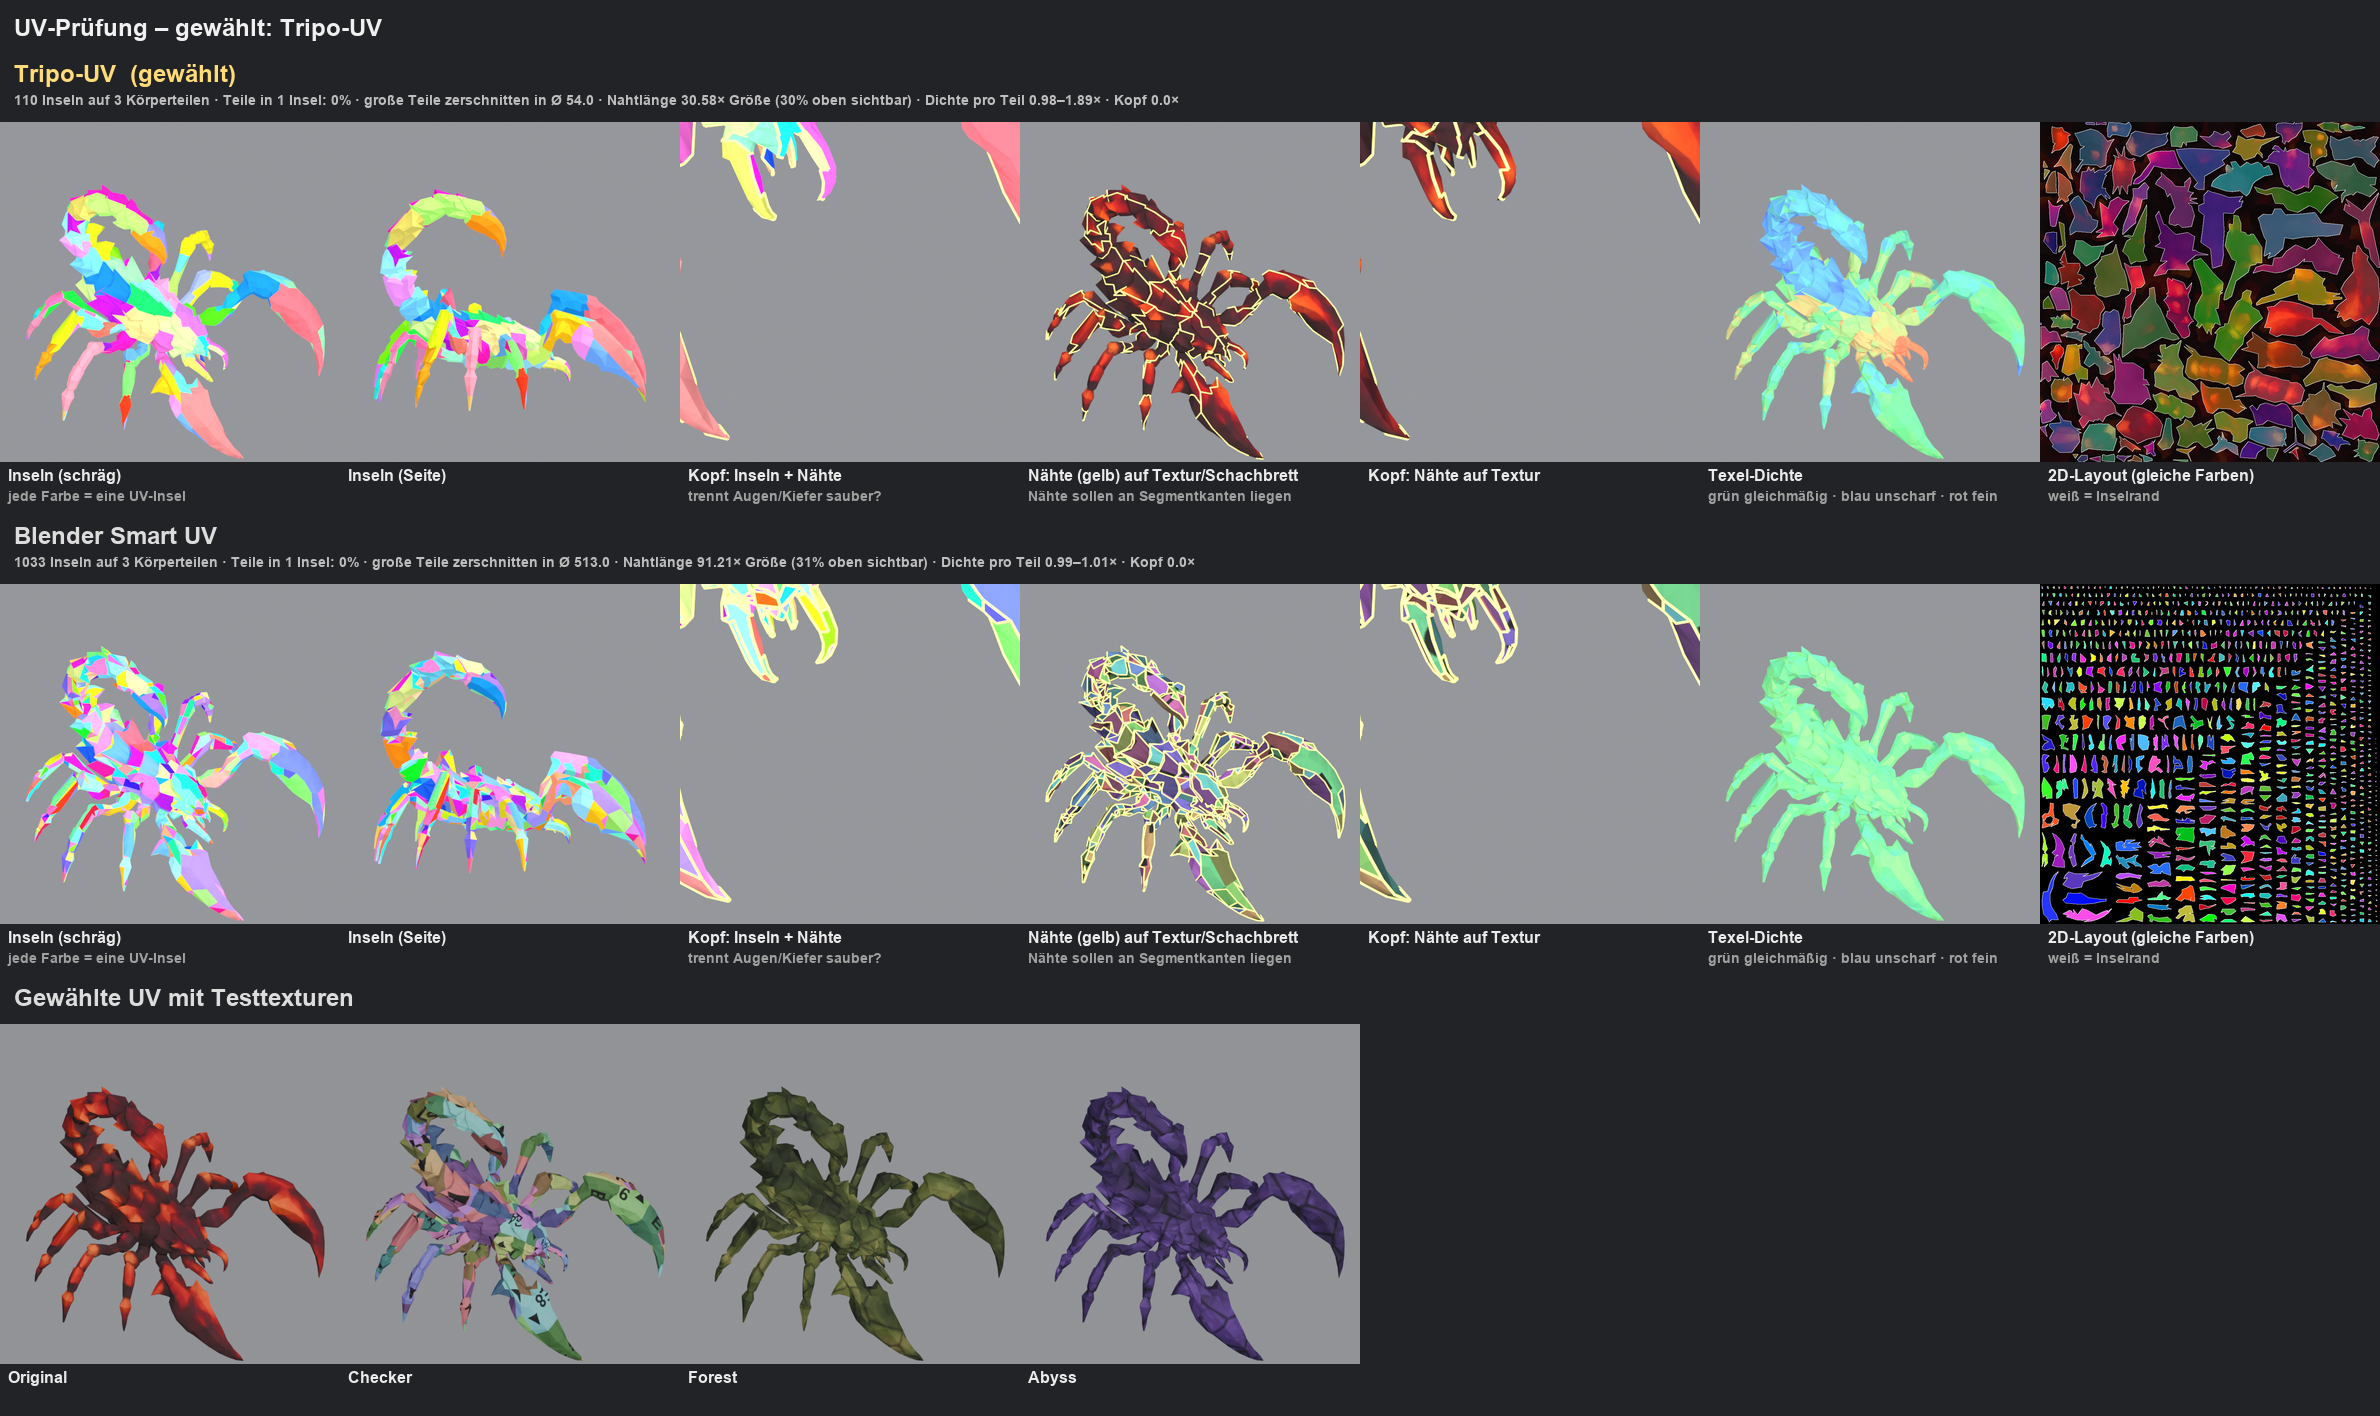 UV-Prüfung – gewählt: Tripo-UV
Tripo-UV (gewählt)
110 Inseln auf 3 Körperteilen · Teile in 1 Insel: 0% · große Teile zerschnitten in Ø 54.0 · Nahtlänge 30.58× Größe (30% oben sichtbar) · Dichte pro Teil 0.98–1.89× · Kopf 0.0×
Inseln (schräg)
jede Farbe = eine UV-Insel
Inseln (Seite)
Kopf: Inseln + Nähte
trennt Augen/Kiefer sauber?
Nähte (gelb) auf Textur/Schachbrett
Nähte sollen an Segmentkanten liegen
Kopf: Nähte auf Textur
Texel-Dichte
grün gleichmäßig · blau unscharf · rot fein
2D-Layout (gleiche Farben)
weiß = Inselrand
Blender Smart UV
1033 Inseln auf 3 Körperteilen · Teile in 1 Insel: 0% · große Teile zerschnitten in Ø 513.0 · Nahtlänge 91.21× Größe (31% oben sichtbar) · Dichte pro Teil 0.99–1.01× · Kopf 0.0×
Inseln (schräg)
jede Farbe = eine UV-Insel
Inseln (Seite)
Kopf: Inseln + Nähte
trennt Augen/Kiefer sauber?
Nähte (gelb) auf Textur/Schachbrett
Nähte sollen an Segmentkanten liegen
Kopf: Nähte auf Textur
Texel-Dichte
grün gleichmäßig · blau unscharf · rot fein
2D-Layout (gleiche Farben)
weiß = Inselrand
Gewählte UV mit Testtexturen
Original
Checker
Forest
Abyss